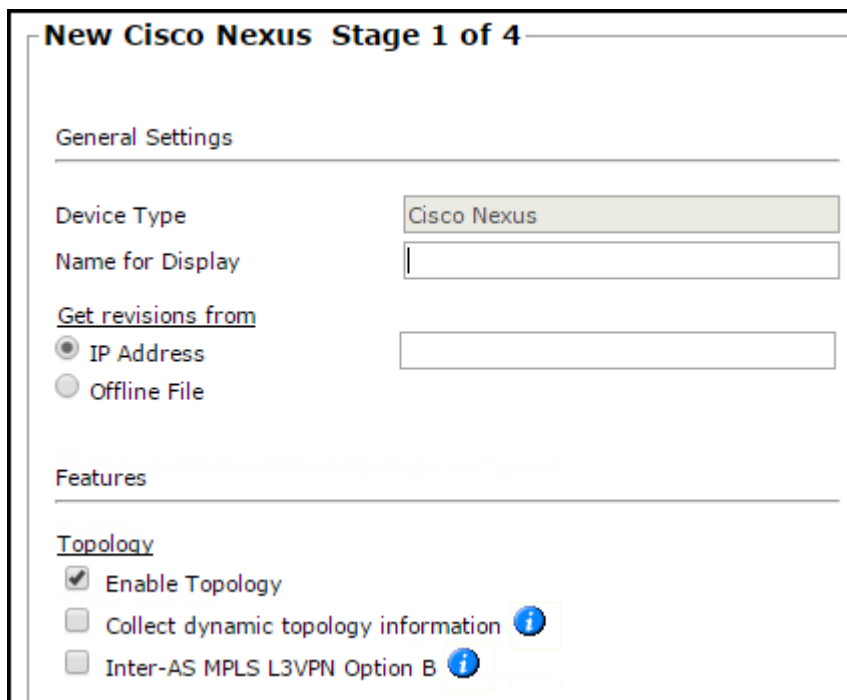 New Cisco Nexus Stage 1 of 4
General Settings
Device Type Cisco Nexus
Name for Display
Get revisions from
IP Address
Offline File
Features
Topology
Enable Topology
Collect dynamic topology information i
Inter-AS MPLS L3VPN Option B i